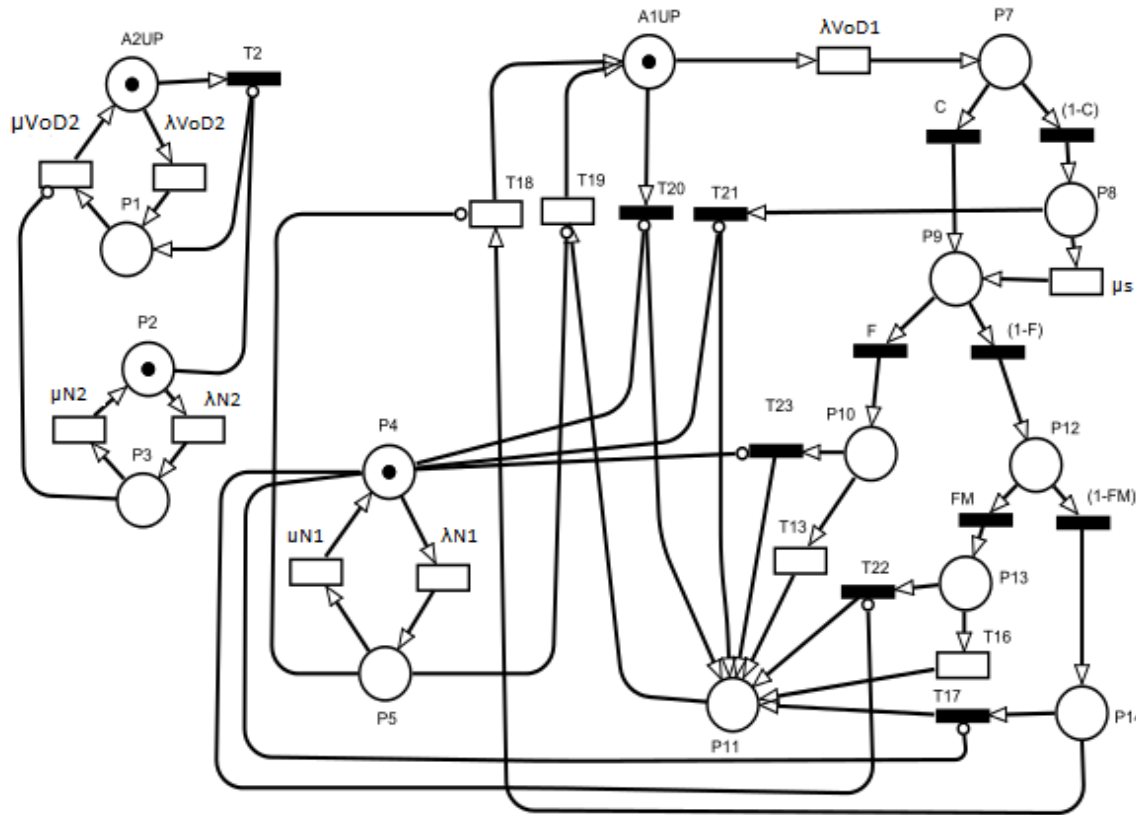 A2UP
T2
A1UP
λVoD1
P7
μVoD2
λVoD2
C
(1-C)
T18
T19
T20
T21
P8
P1
P9
μs
P2
F
(1-F)
μN2
λN2
T23
P10
P4
P12
P3
FM
(1-FM)
uN1
λN1
T13
T22
P13
T16
T17
P5
P11
P14